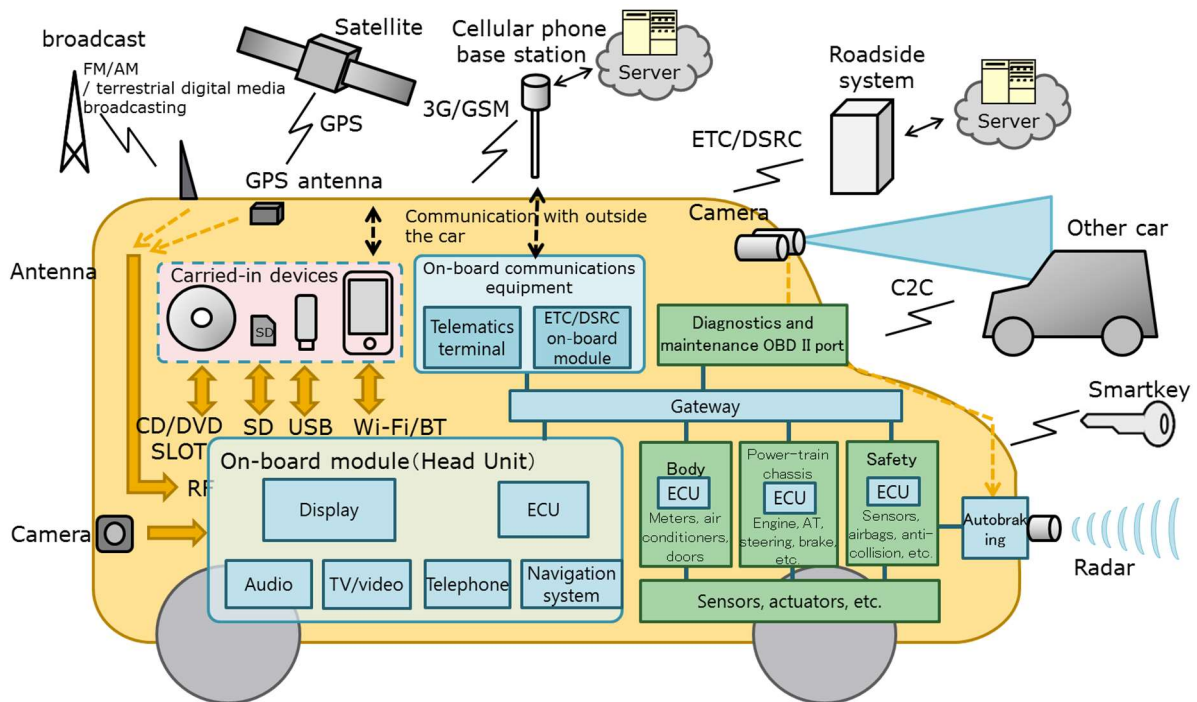 broadcast
FM/AM
/ terrestrial digital media
broadcasting
Satellite
GPS
GPS antenna
Cellular phone
base station
Server
3G/GSM
Roadside
system
Server
ETC/DSRC
Camera
Other car
C2C
Smartkey
Antenna
Communication with outside
the car
Carried-in devices
SD
On-board communications
equipment
Telematics
terminal
ETC/DSRC
on-board
module
Diagnostics and
maintenance OBD II port
Gateway
CD/DVD
SLOT
SD
USB
Wi-Fi/BT
RF
Camera
On-board module(Head Unit)
Display
ECU
Audio
TV/video
Telephone
Navigation
system
Body
ECU
Meters, air
conditioners,
doors
Power-train
chassis
ECU
Engine, AT,
steering, brake,
etc.
Safety
ECU
Sensors,
airbags, anti-
collision, etc.
Autobrak
ing
Radar
Sensors, actuators, etc.